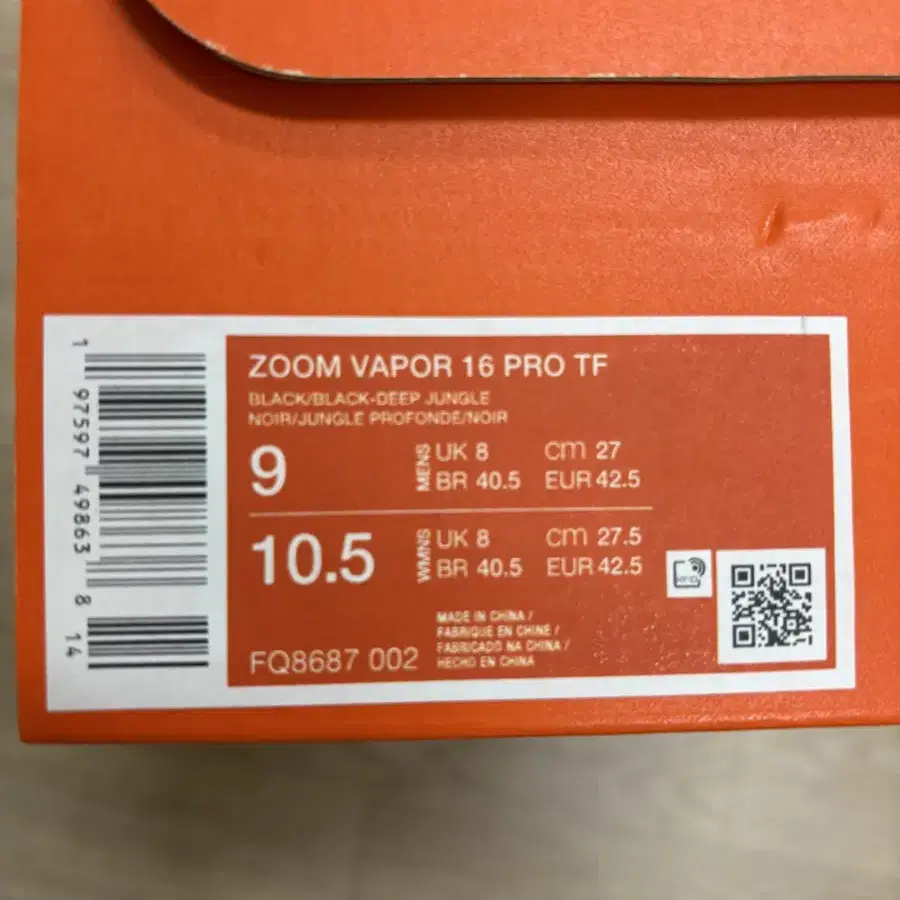 ZOOM VAPOR 16 PRO TF
BLACK/BLACK-DEEP JUNGLE
NOIR/JUNGLE PROFONDE/NOIR
9 MENS UK 8 cm 27
BR 40.5 EUR 42.5
10.5 WMNS UK 8 cm 27.5
BR 40.5 EUR 42.5
MADE IN CHINA /
FABRIQUE EN CHINE /
FABRICADO NA CHINA /
HECHO EN CHINA
FQ8687 002
RFID
1 97597 49863 8 14